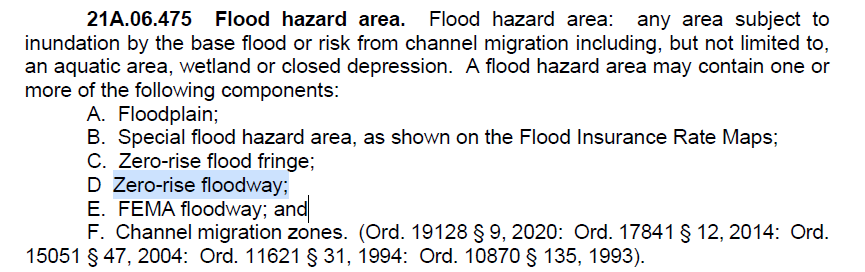 21A.06.475 Flood hazard area. Flood hazard area: any area subject to
inundation by the base flood or risk from channel migration including, but not limited to,
an aquatic area, wetland or closed depression. A flood hazard area may contain one or
more of the following components:
A. Floodplain;
B. Special flood hazard area, as shown on the Flood Insurance Rate Maps;
C. Zero-rise flood fringe;
D Zero-rise floodway;
E. FEMA floodway; and
F. Channel migration zones. (Ord. 19128 § 9, 2020: Ord. 17841 § 12, 2014: Ord.
15051 § 47, 2004: Ord. 11621 § 31, 1994: Ord. 10870 § 135, 1993).